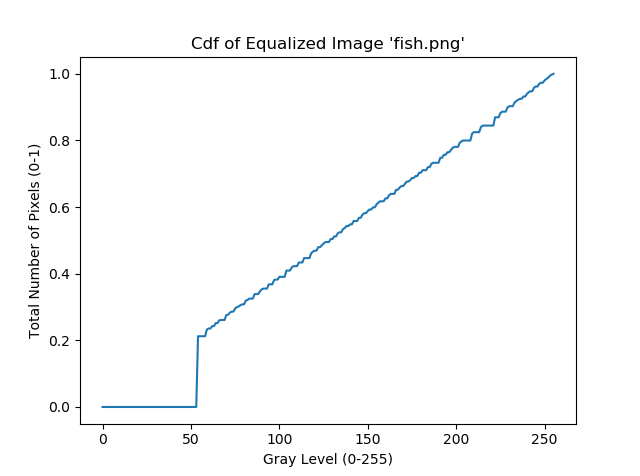 Cdf of Equalized Image 'fish.png'
1.0
0.8
0.6
0.4
0.2
0.0
Total Number of Pixels (0-1)
0 50 100 150 200 250
Gray Level (0-255)